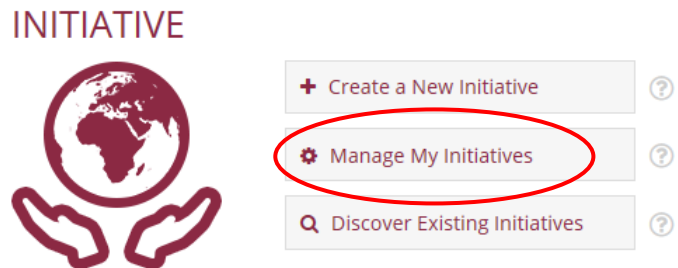 INITIATIVE
Create a New Initiative
?
Manage My Initiatives
?
Discover Existing Initiatives
?